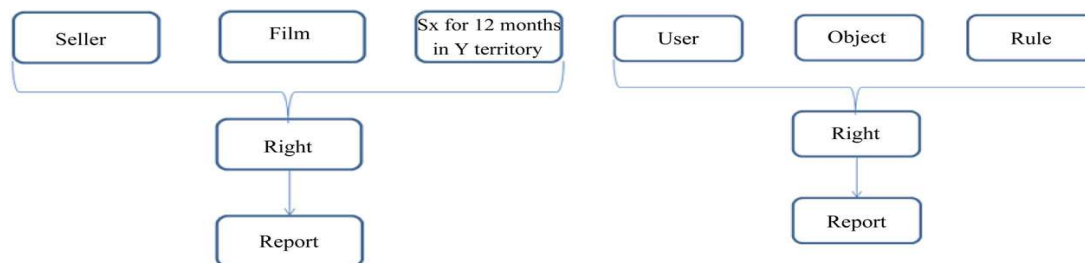 Seller
Film
Sx for 12 months
in Y territory
Right
Report
User
Object
Rule
Right
Report